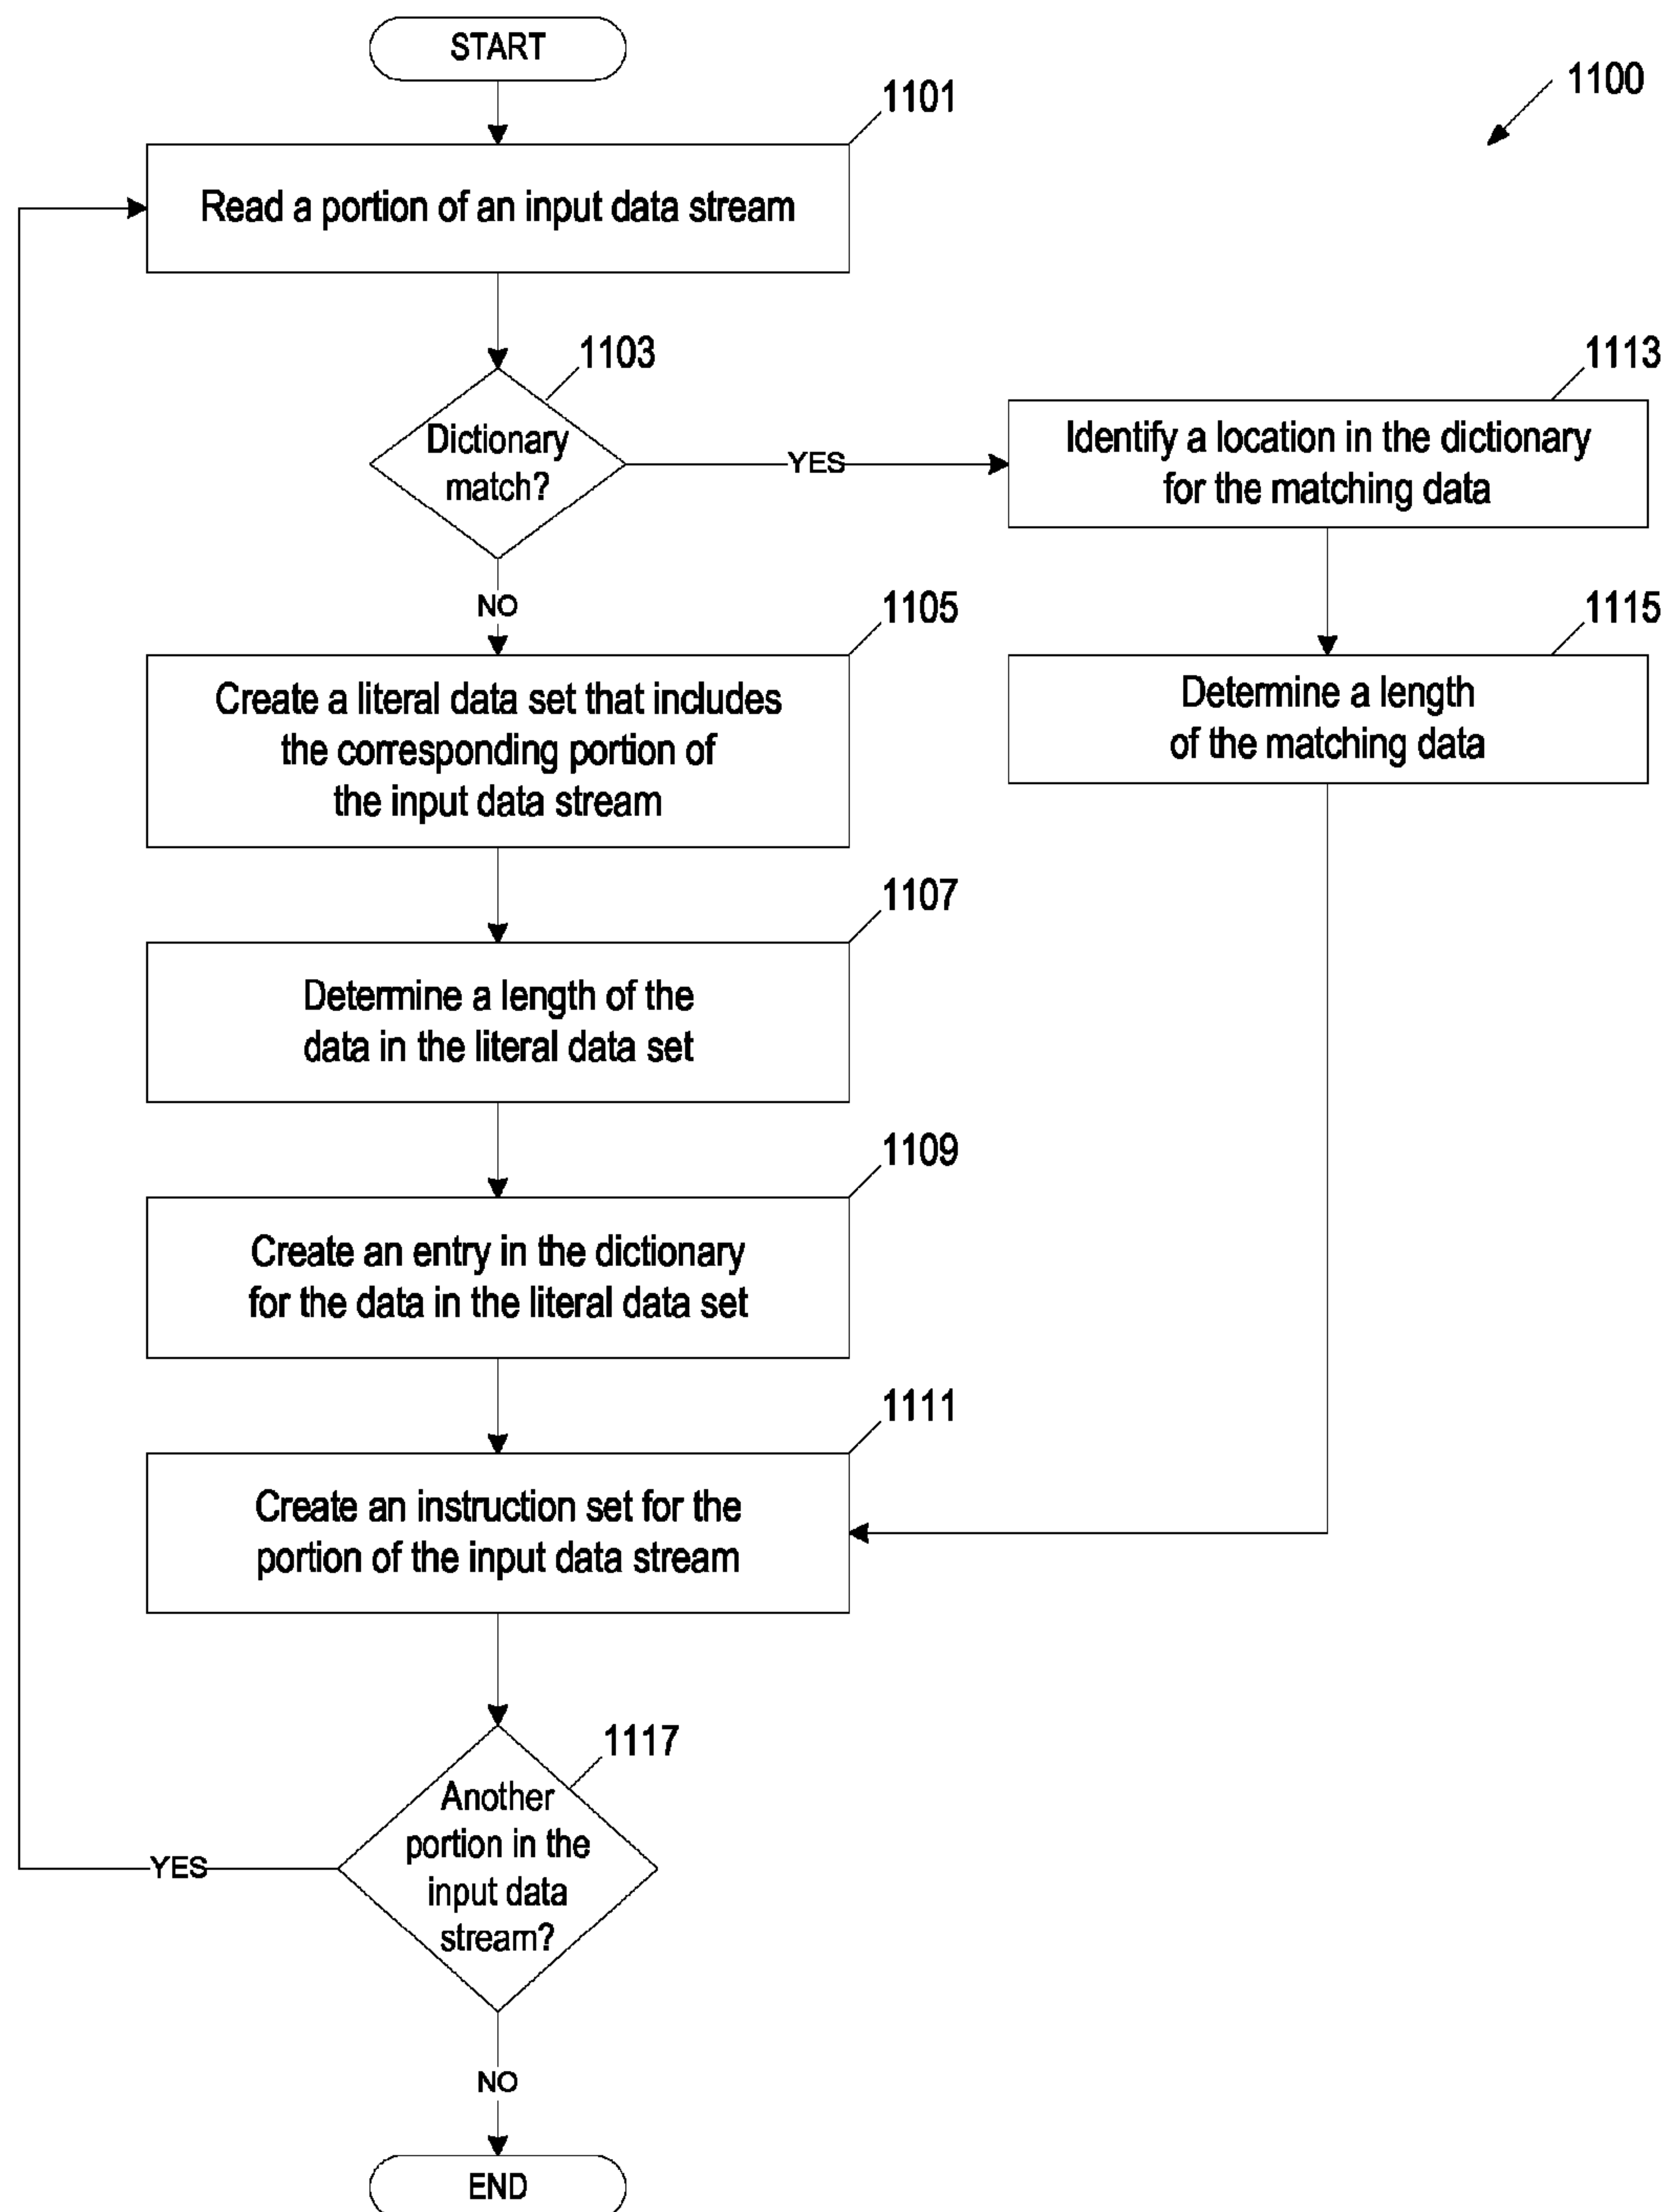 START
1100
1101
Read a portion of an input data stream
1103
Dictionary
match?
YES
1113
Identify a location in the dictionary
for the matching data
NO
1105
Create a literal data set that includes
the corresponding portion of
the input data stream
1115
Determine a length
of the matching data
1107
Determine a length of the
data in the literal data set
1109
Create an entry in the dictionary
for the data in the literal data set
1111
Create an instruction set for the
portion of the input data stream
1117
Another
portion in the
input data
stream?
YES
NO
END